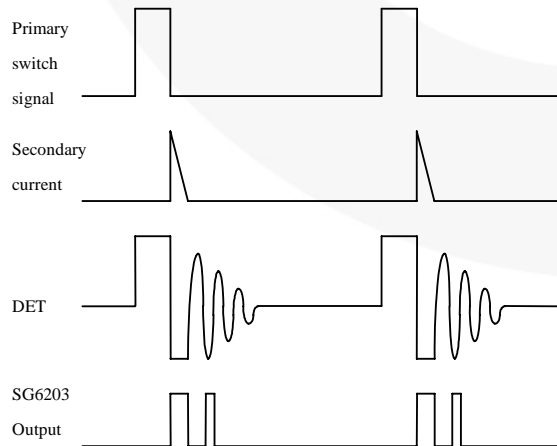 Primary
switch
signal
Secondary
current
DET
SG6203
Output